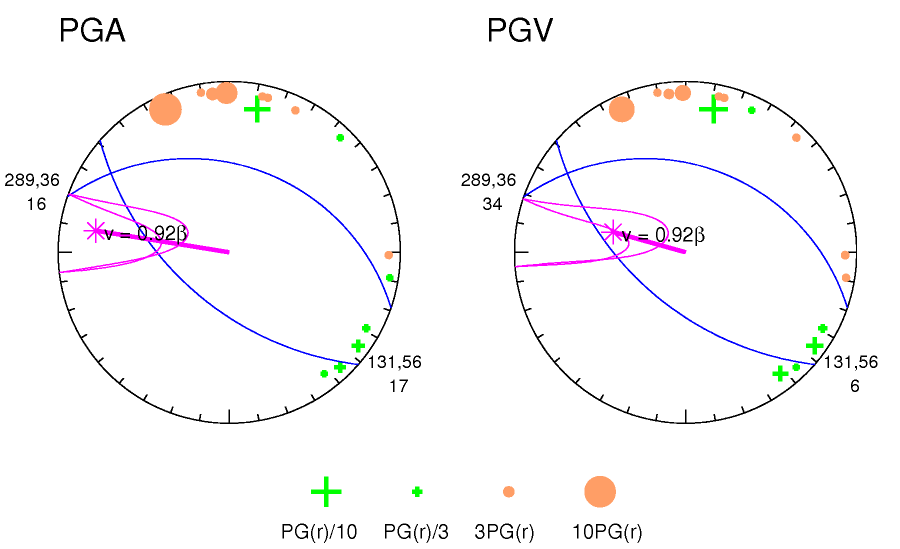 PGA
PGV
289,36
16
v = 0.92β
131,56
17
289,36
34
v = 0.92β
131,56
6
PG(r)/10 PG(r)/3 3PG(r) 10PG(r)